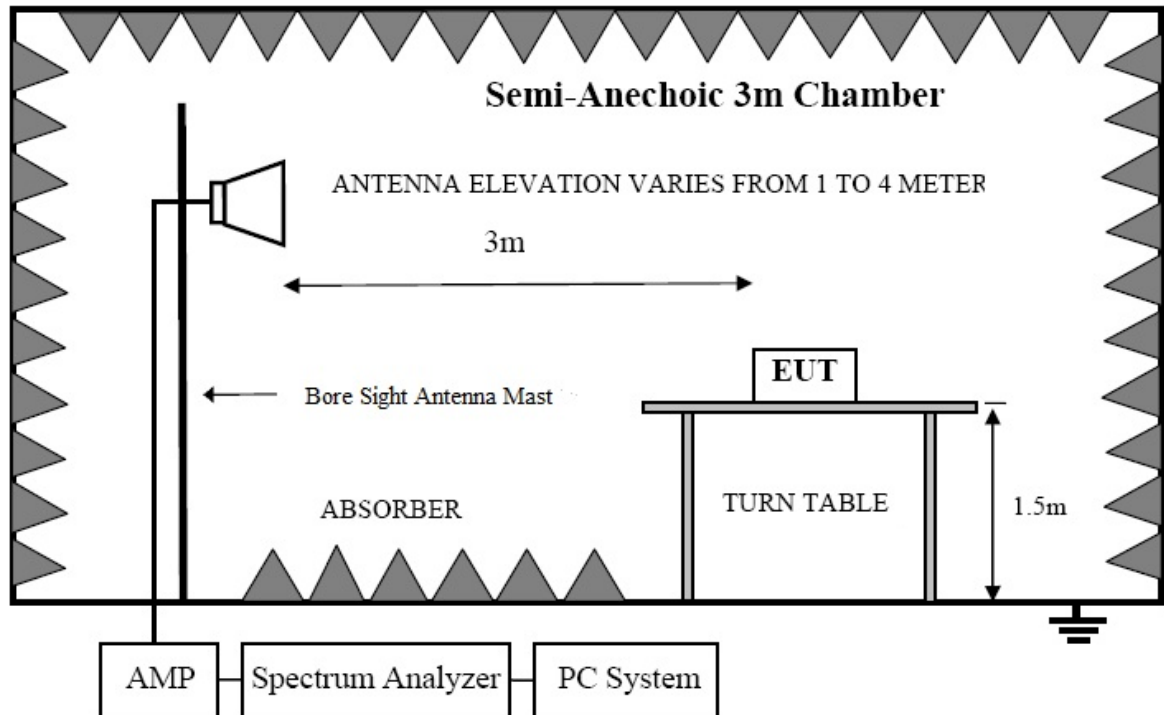 Semi-Anechoic 3m Chamber
ANTENNA ELEVATION VARIES FROM 1 TO 4 METER
3m
EUT
Bore Sight Antenna Mast
ABSORBER
TURN TABLE
1.5m
AMP
Spectrum Analyzer
PC System